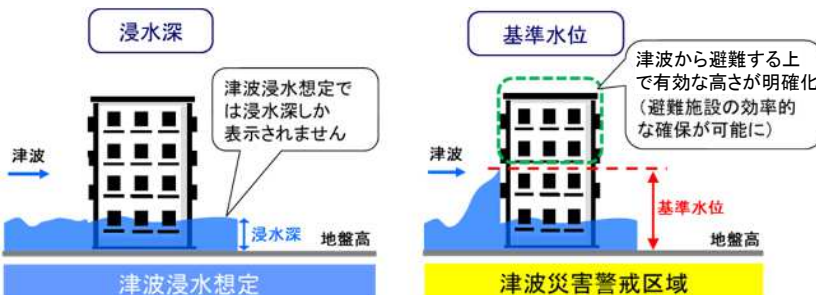 浸水深
津波浸水想定で
は浸水深しか
表示されません
津波
浸水深
地盤高
津波浸水想定
基準水位
津波から避難する上
で有効な高さが明確化
(避難施設の効率的
な確保が可能に)
津波
基準水位
地盤高
津波災害警戒区域